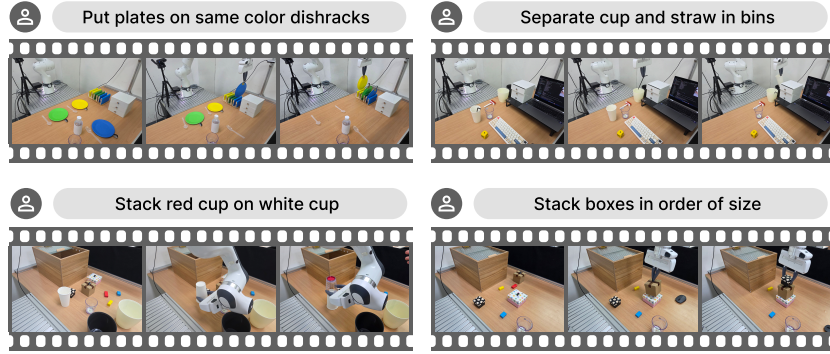 Put plates on same color dishracks
Separate cup and straw in bins
Stack red cup on white cup
Stack boxes in order of size